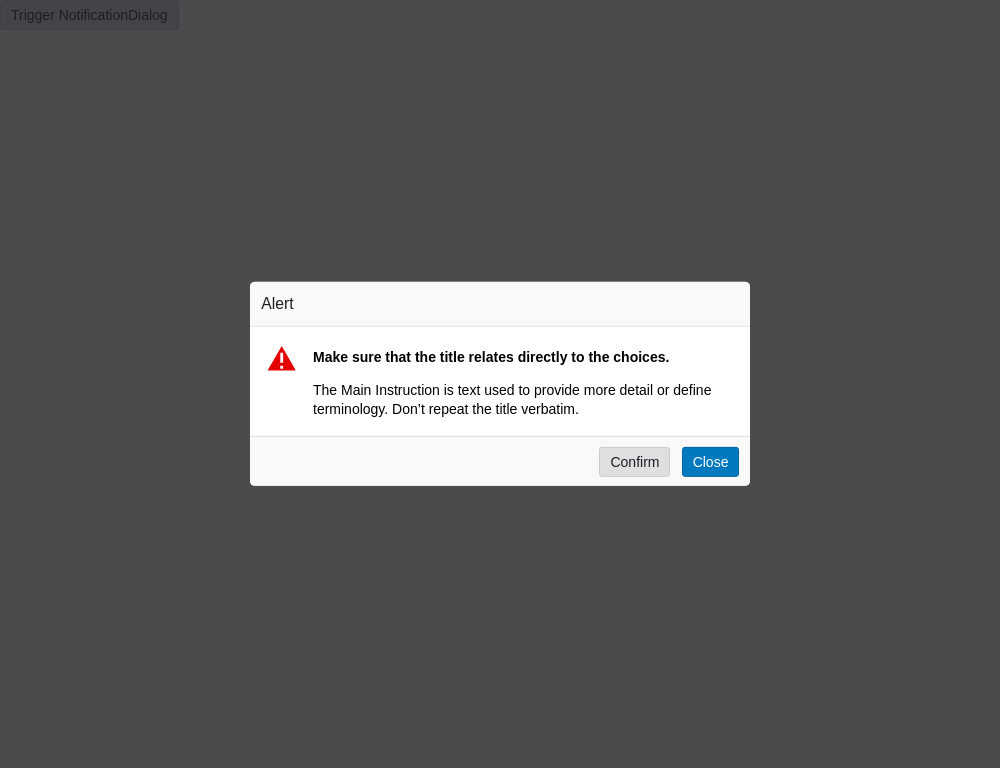 Trigger NotificationDialog
Alert
Make sure that the title relates directly to the choices.
The Main Instruction is text used to provide more detail or define
terminology. Don’t repeat the title verbatim.
Confirm
Close